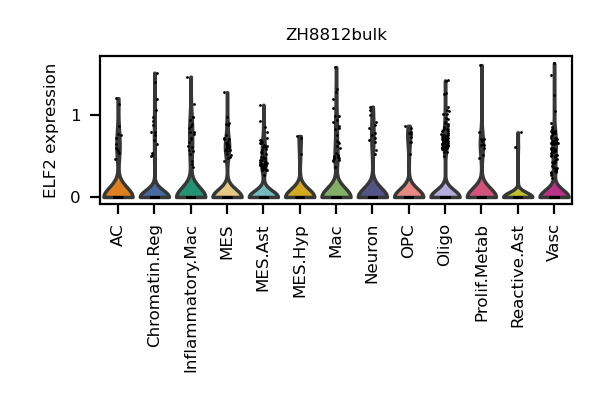 ZH8812bulk
ELF2 expression
1
0
AC
Chromatin.Reg
Inflammatory.Mac
MES
MES.Ast
MES.Hyp
Mac
Neuron
OPC
Oligo
Prolif.Metab
Reactive.Ast
Vasc